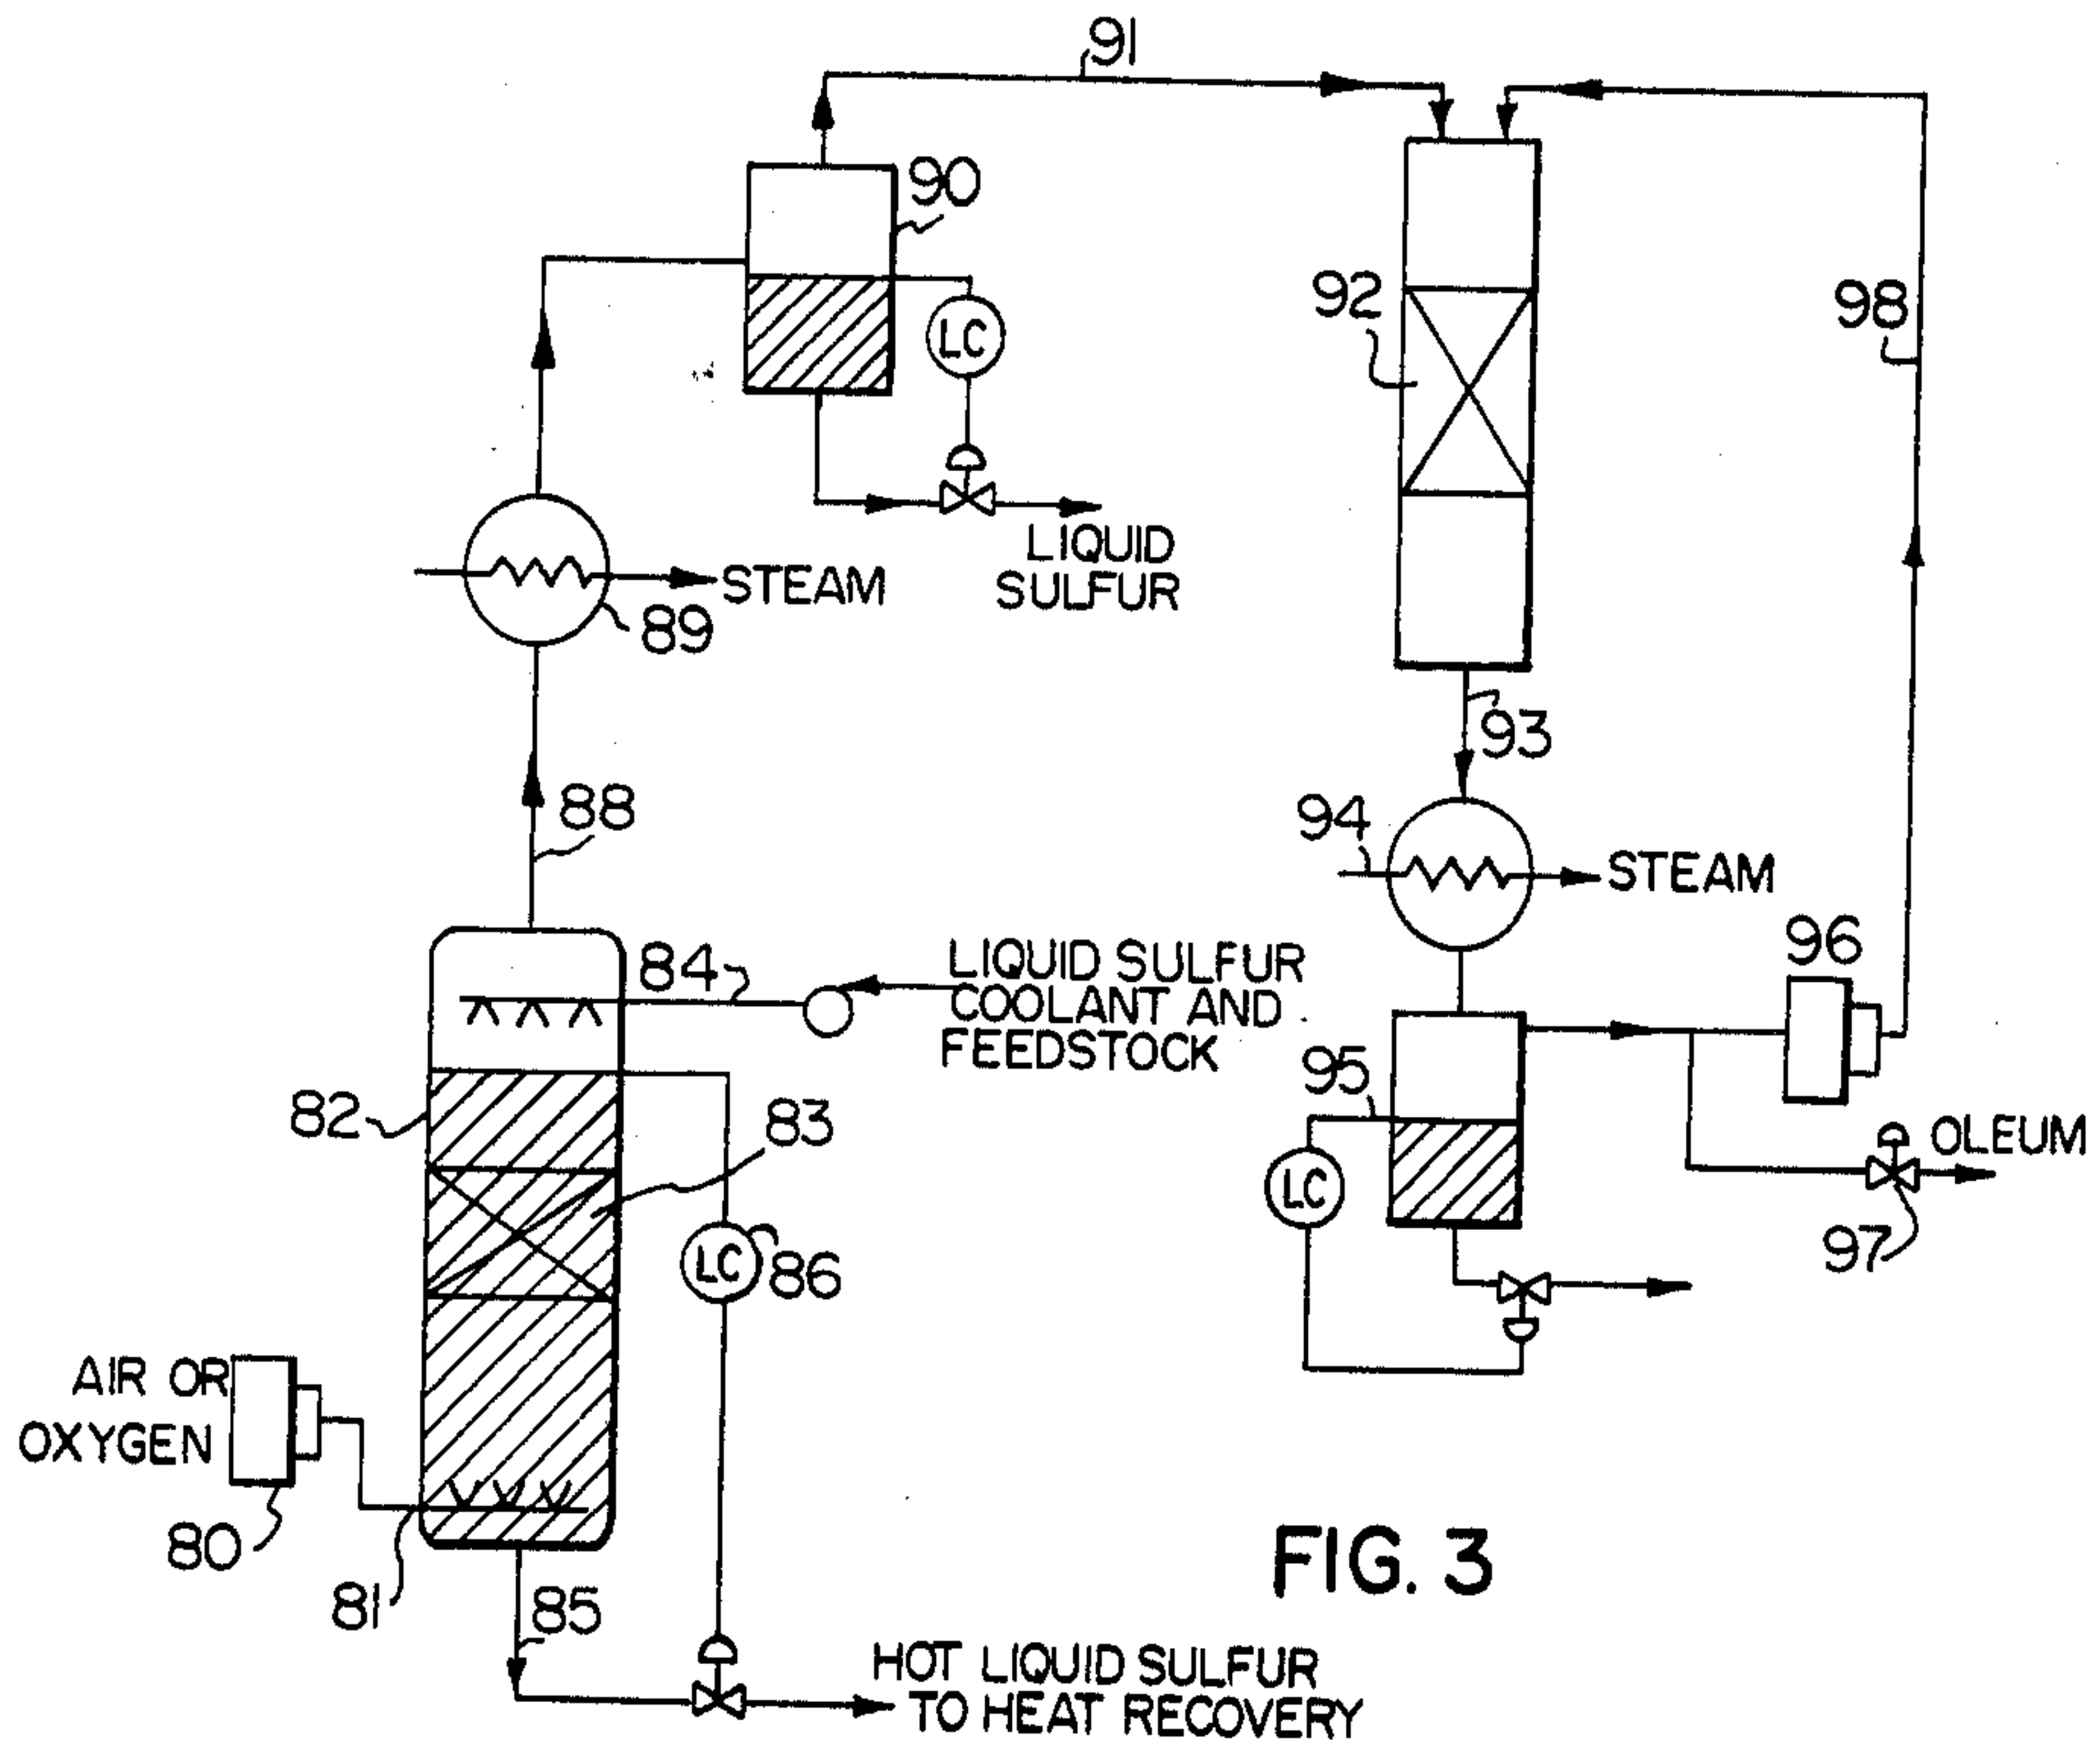 91
90
92
98
LC
LIQUID
SULFUR
STEAM
89
93
88
94
STEAM
96
84
LIQUID SULFUR
COOLANT AND
FEEDSTOCK
95
82
83
OLEUM
LC
LC
86
97
AIR OR
OXYGEN
80
81
85
FIG. 3
HOT LIQUID SULFUR
TO HEAT RECOVERY